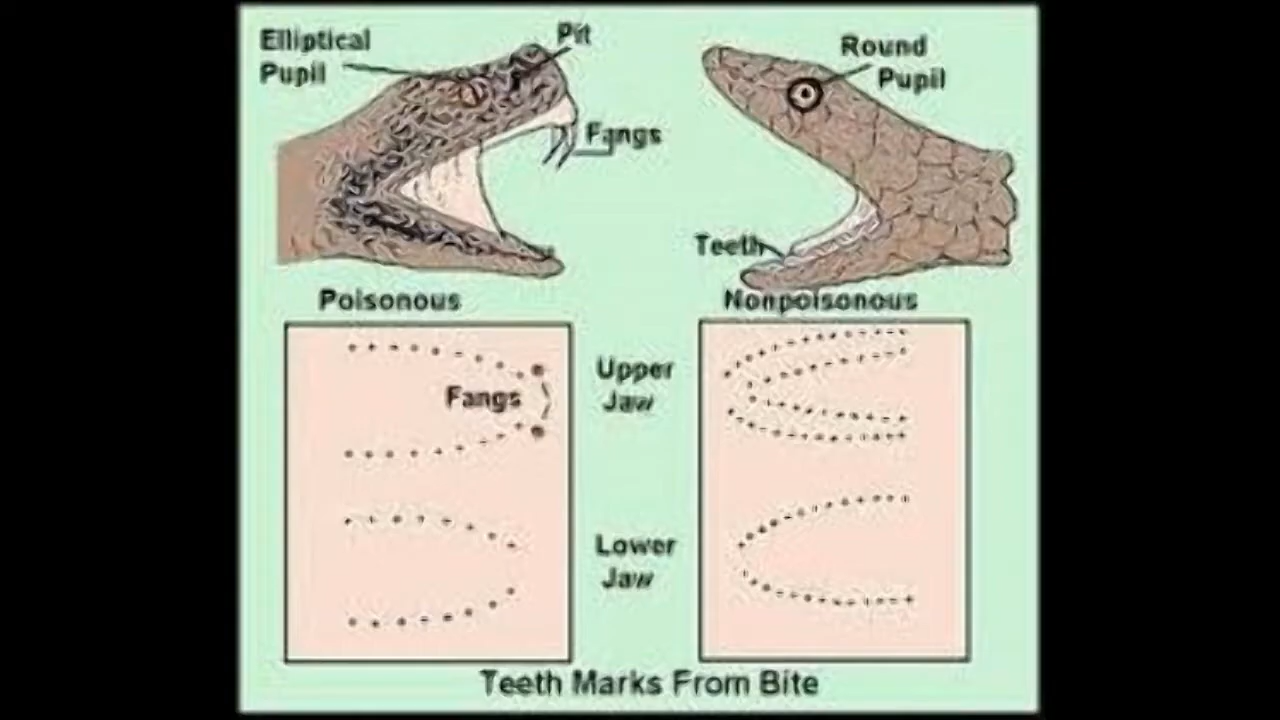 Elliptical
Pupil
Pit
Fangs
Round
Pupil
Teeth
Poisonous
Nonpoisonous
Fangs
Upper
Jaw
Lower
Jaw
Teeth Marks From Bite